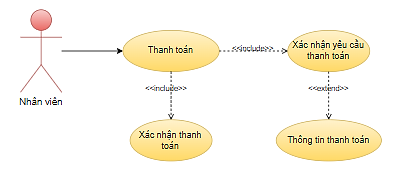 Thanh toán
<<include>>
Xác nhận yêu cầu
thanh toán
<<include>>
<<extend>>
Nhân viên
Xác nhận thanh
toán
Thông tin thanh toán